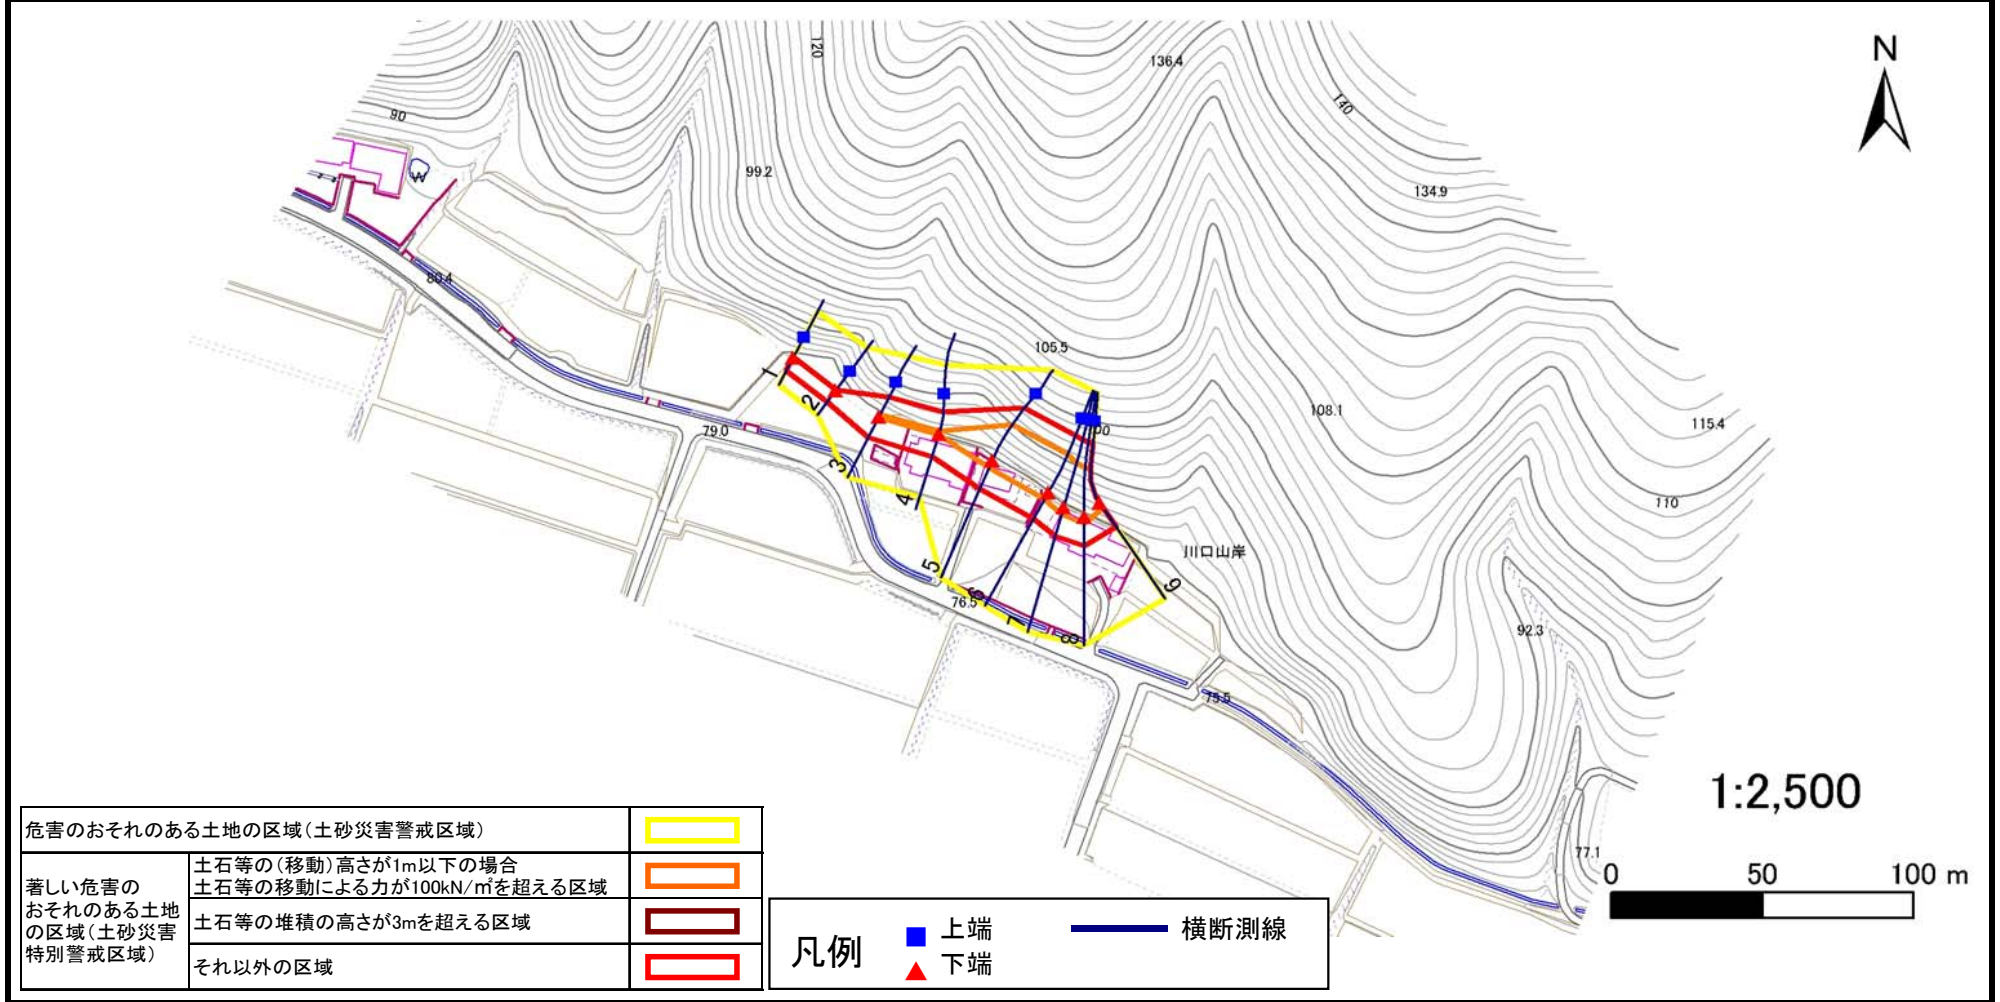 120
136.4
N
140
90
99.2
134.9
80.4
105.5
1
2
79.0
3
4
00
108.1
115.4
110
川口山岸
5
6
76.5
7
8
9
92.3
75.5
77.1
1:2,500
0 50 100 m
危害のおそれのある土地の区域(土砂災害警戒区域)
著しい危害の
おそれのある土地
の区域(土砂災害
特別警戒区域)
土石等の(移動)高さが1m以下の場合
土石等の移動による力が100kN/㎡を超える区域
土石等の堆積の高さが3mを超える区域
それ以外の区域
凡例
上端
下端
横断測線